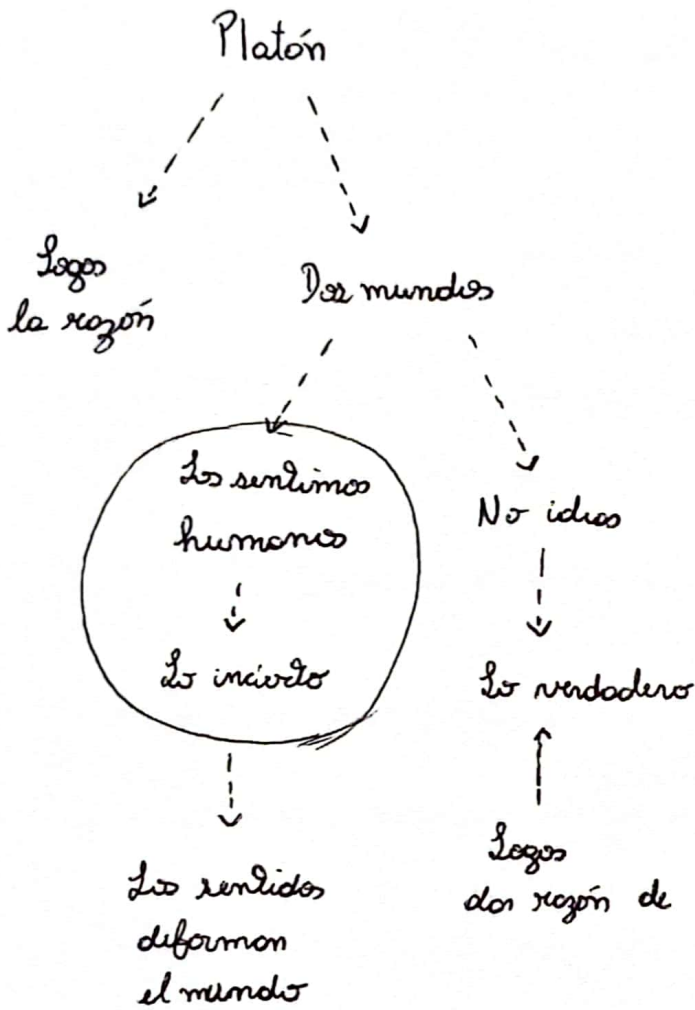 Platón
Logos
la razón
Dos mundos
Los sentimos
humanos
Lo incierto
No ideas
Lo verdadero
Logos
dar razón de
Los sentidos
deforman
el mundo